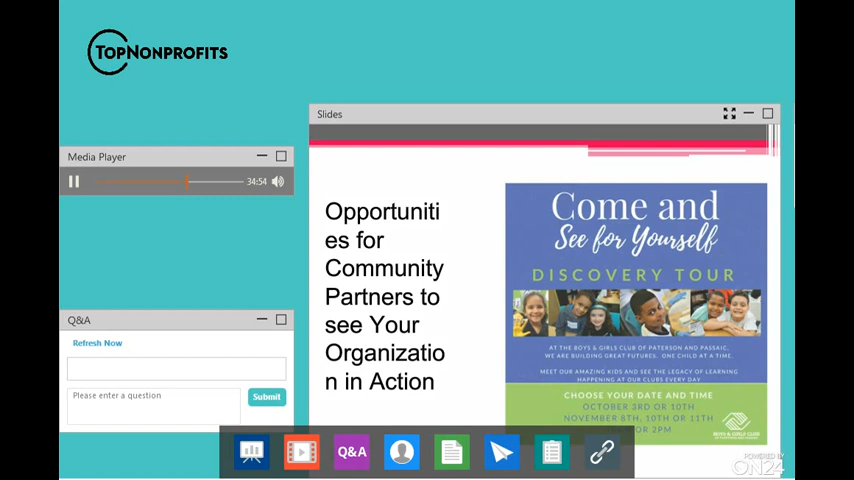 TOPNONPROFITS
Slides
Media Player
34:54
Opportuniti
es for
Community
Partners to
see Your
Organizatio
n in Action
Come and
See for Yourself
DISCOVERY TOUR
AT THE BOYS & GIRLS CLUB OF PATERSON AND PASSAIC,
WE ARE BUILDING GREAT FUTURES. ONE CHILD AT A TIME.
MEET OUR AMAZING KIDS AND SEE THE LEGACY OF LEARNING
HAPPENING AT OUR CLUBS EVERY DAY
CHOOSE YOUR DATE AND TIME
OCTOBER 3RD OR 10TH
NOVEMBER 8TH, 10TH OR 11TH
OR 2PM
BOYS & GIRLS CLUB
Q&A
Refresh Now
Please enter a question
Submit
Q&A
POWERED BY
ON24